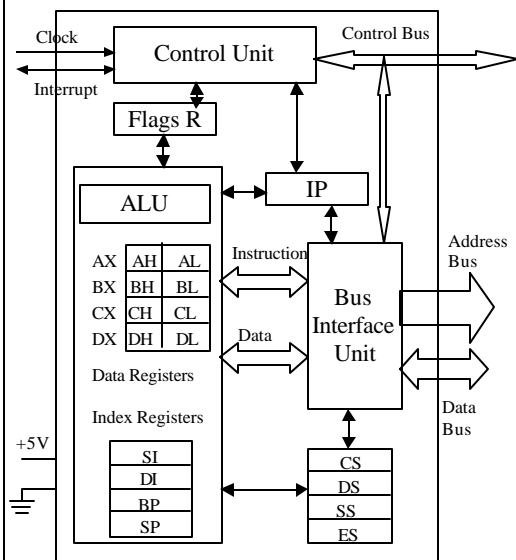 Clock
Control Unit
Control Bus
Interrupt
Flags R
ALU
IP
Address
Bus
Instruction
AX AH AL
BX BH BL
CX CH CL
DX DH DL
Bus
Interface
Unit
Data
Data Registers
Data
Bus
Index Registers
+5V
SI
DI
BP
SP
CS
DS
SS
ES